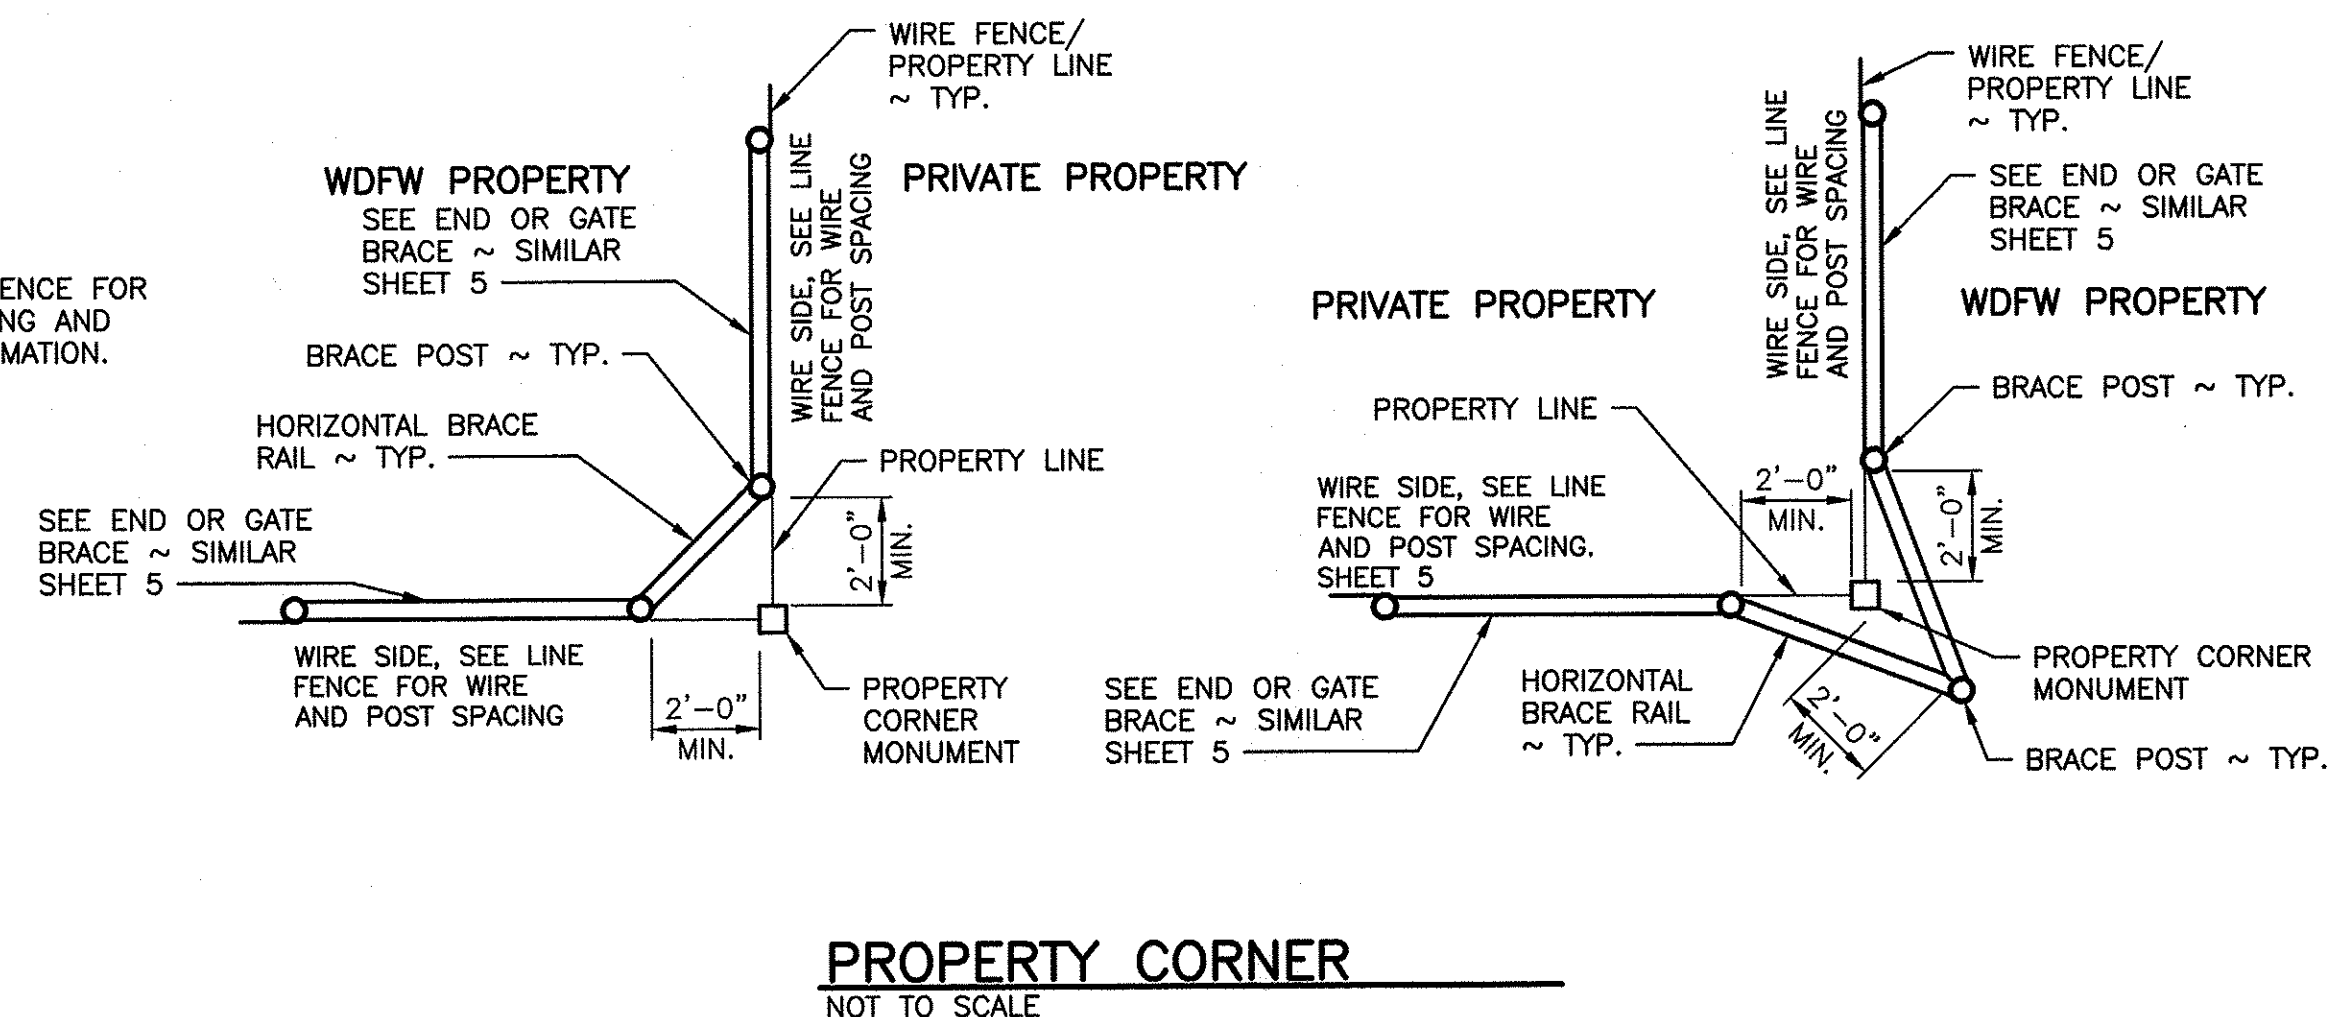 WIRE FENCE/
PROPERTY LINE
~ TYP.
WDFW PROPERTY
SEE END OR GATE
BRACE ~ SIMILAR
SHEET 5
WIRE SIDE, SEE LINE
FENCE FOR WIRE
AND POST SPACING
PRIVATE PROPERTY
ENCE FOR
NG AND
MATION.
BRACE POST ~ TYP.
HORIZONTAL BRACE
RAIL ~ TYP.
PROPERTY LINE
SEE END OR GATE
BRACE ~ SIMILAR
SHEET 5
2'-0"
MIN.
WIRE SIDE, SEE LINE
FENCE FOR WIRE
AND POST SPACING
2'-0"
MIN.
PROPERTY
CORNER
MONUMENT
WIRE FENCE/
PROPERTY LINE
~ TYP.
WIRE SIDE, SEE LINE
FENCE FOR WIRE
AND POST SPACING
SEE END OR GATE
BRACE ~ SIMILAR
SHEET 5
PRIVATE PROPERTY
WDFW PROPERTY
BRACE POST ~ TYP.
PROPERTY LINE
WIRE SIDE, SEE LINE
FENCE FOR WIRE
AND POST SPACING.
SHEET 5
2'-0"
MIN.
2'-0"
MIN.
PROPERTY CORNER
MONUMENT
SEE END OR GATE
BRACE ~ SIMILAR
SHEET 5
HORIZONTAL
BRACE RAIL
~ TYP.
2'-0"
MIN.
BRACE POST ~ TYP.
PROPERTY CORNER
NOT TO SCALE